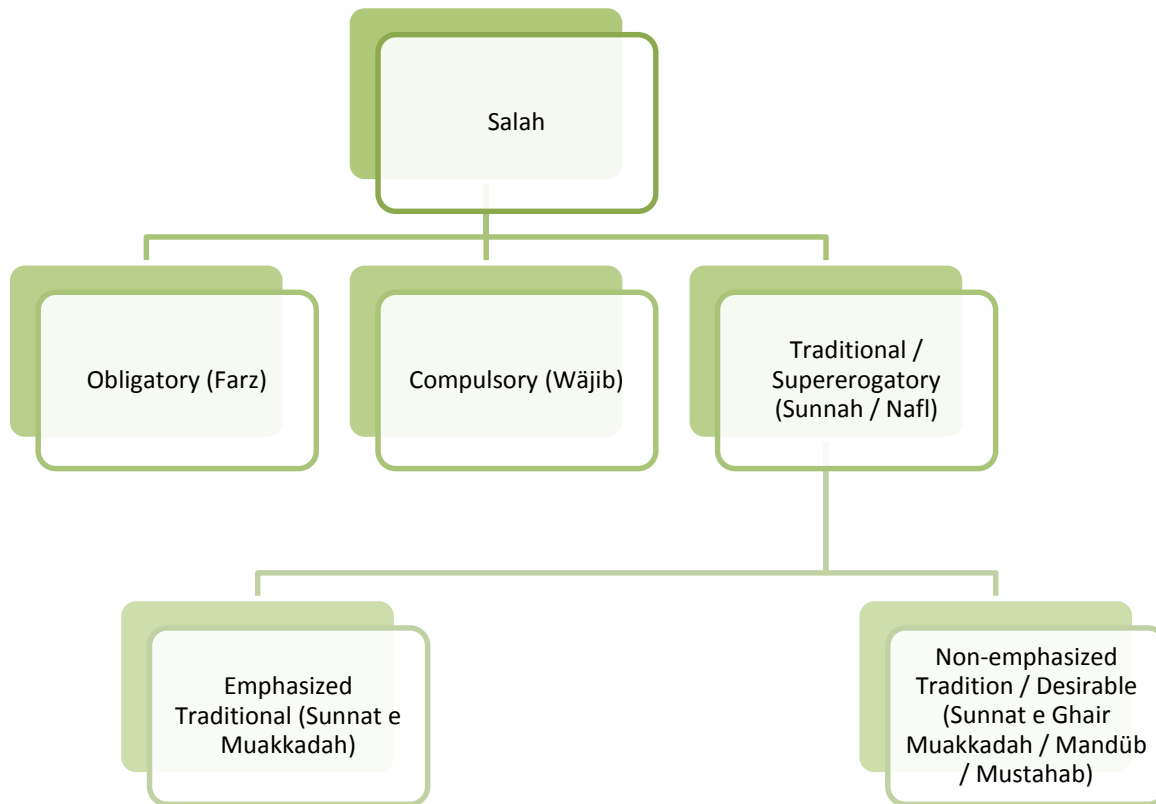 Salah
Obligatory (Farz)
Compulsory (Wäjib)
Traditional /
Supererogatory
(Sunnah / Nafl)
Emphasized
Traditional (Sunnat e
Muakkadah)
Non-emphasized
Tradition / Desirable
(Sunnat e Ghair
Muakkadah / Mandüb
/ Mustahab)